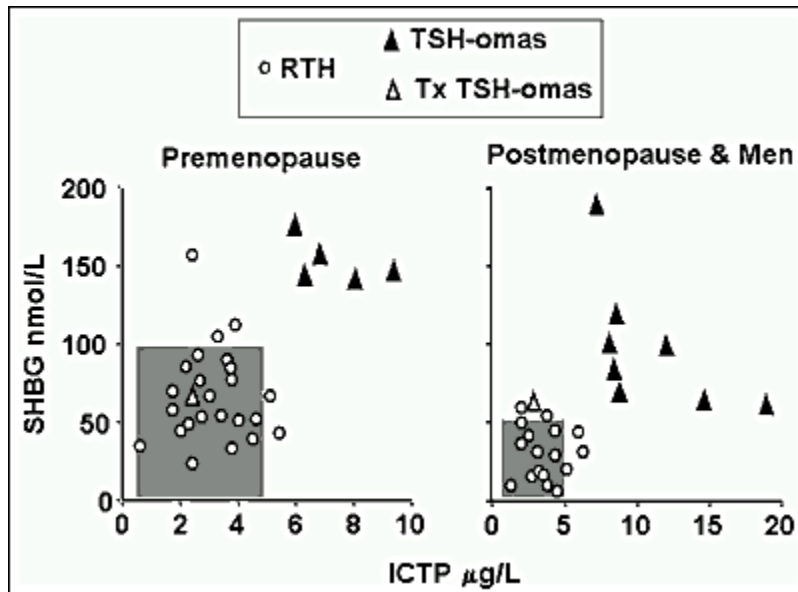 TSH-omas
RTH
Tx TSH-omas
Premenopause
Postmenopause & Men
SHBG nmol/L
200
150
100
50
0
0 2 4 6 8 10
0 5 10 15 20
ICTP μg/L